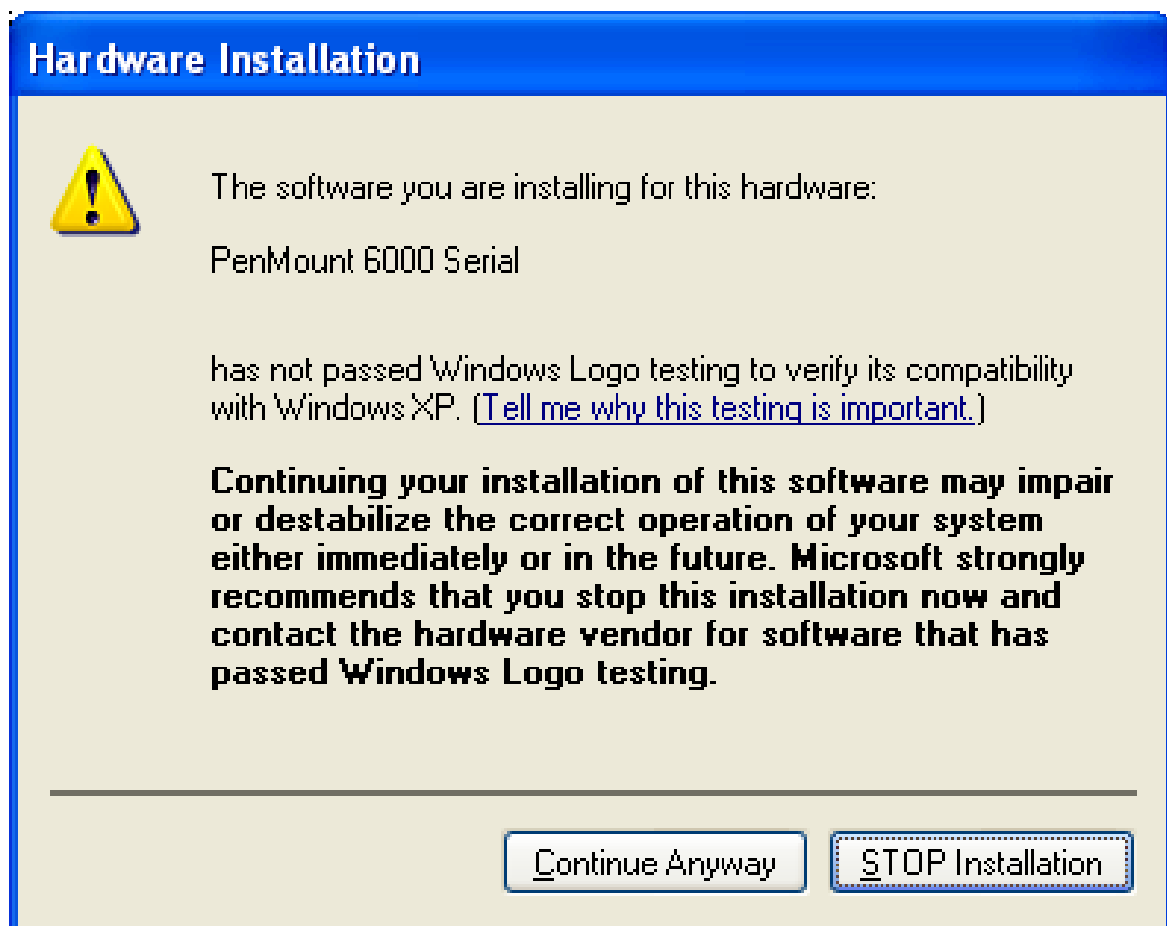 Hardware Installation
The software you are installing for this hardware:
PenMount 6000 Serial
has not passed Windows Logo testing to verify its compatibility
with Windows XP. (Tell me why this testing is important.)
Continuing your installation of this software may impair
or destabilize the correct operation of your system
either immediately or in the future. Microsoft strongly
recommends that you stop this installation now and
contact the hardware vendor for software that has
passed Windows Logo testing.
Continue Anyway
STOP Installation